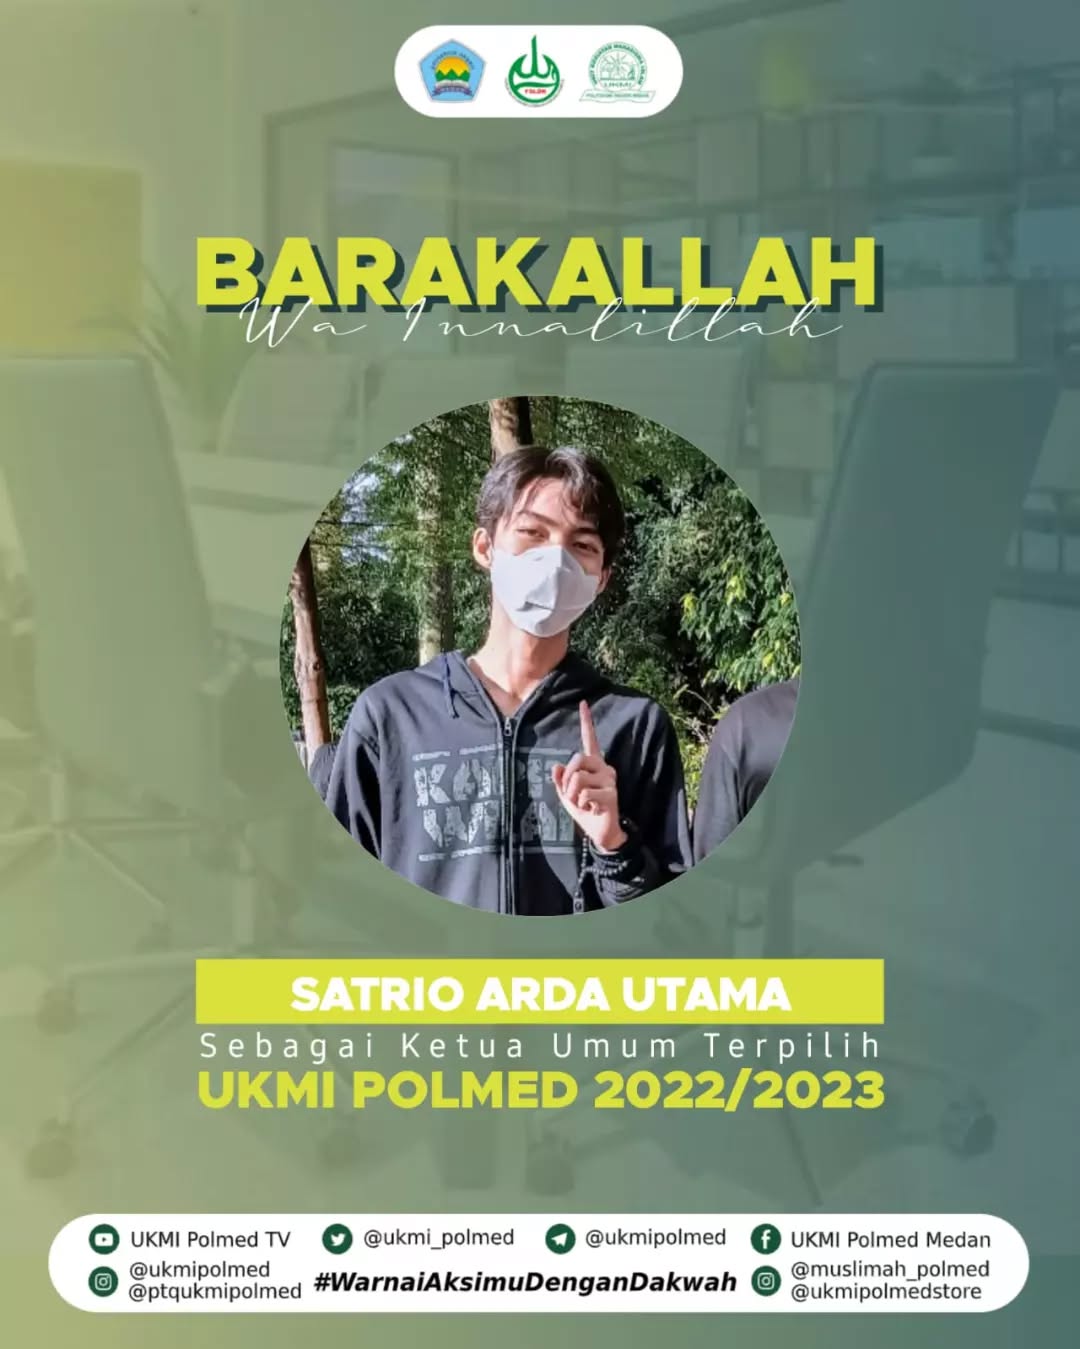 FSLDK
BARAKALLAH
Wa Innalillah
SATRIO ARDA UTAMA
Sebagai Ketua Umum Terpilih
UKMI POLMED 2022/2023
UKMI Polmed TV
@ukmi_polmed
@ukmipolmed
UKMI Polmed Medan
@ukmipolmed
@ptqukmipolmed
#WarnaiAksimuDenganDakwah
@muslimah_polmed
@ukmipolmedstore